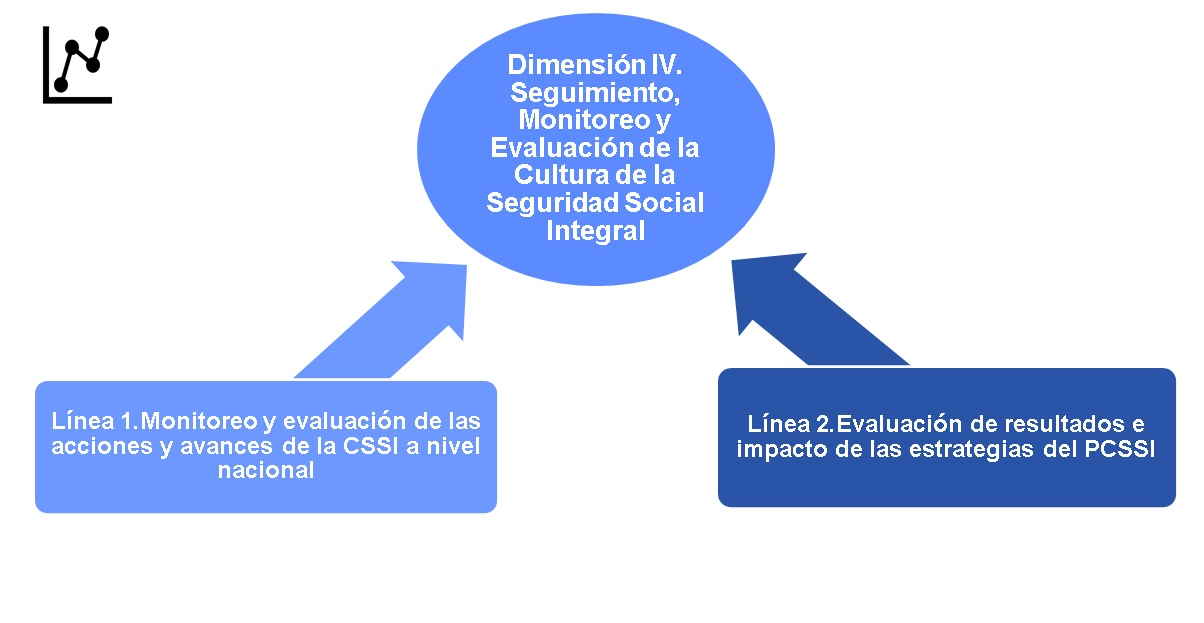 Dimensión IV.
Seguimiento,
Monitoreo y
Evaluación de la
Cultura de la
Seguridad Social
Integral
Línea 1.Monitoreo y evaluación de las
acciones y avances de la CSSI a nivel
nacional
Línea 2.Evaluación de resultados e
impacto de las estrategias del PCSSI